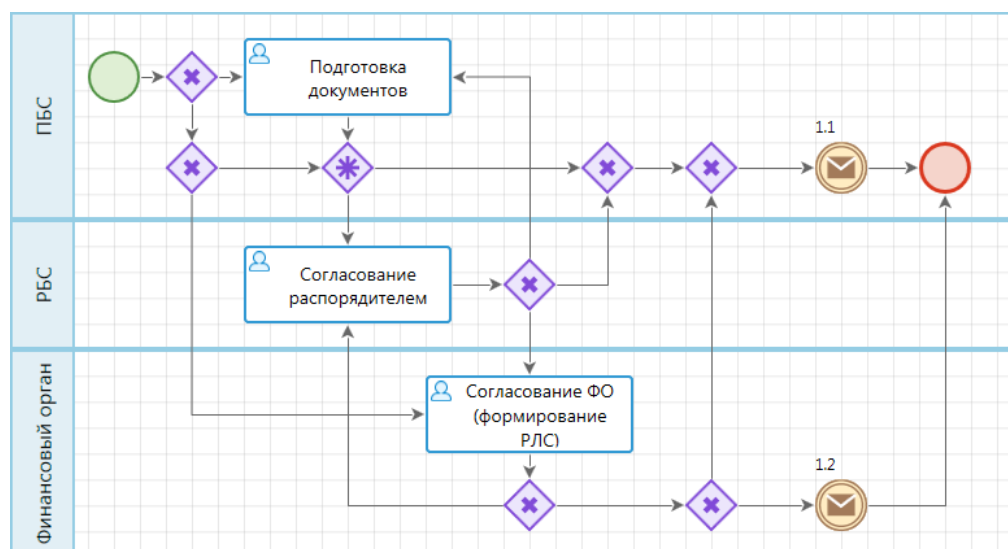 ПБС
Подготовка
документов
1.1
РБС
Согласование
распорядителем
Финансовый орган
Согласование ФО
(формирование
РЛС)
1.2